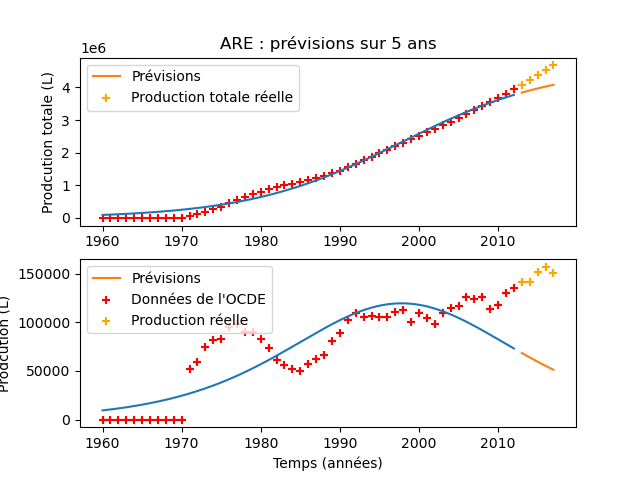 ARE : prévisions sur 5 ans
1e6
Prodcution totale (L)
4
3
2
1
0
Prévisions
Production totale réelle
1960 1970 1980 1990 2000 2010
Prodcution (L)
150000
100000
50000
0
Prévisions
Données de l'OCDE
Production réelle
1960 1970 1980 1990 2000 2010
Temps (années)